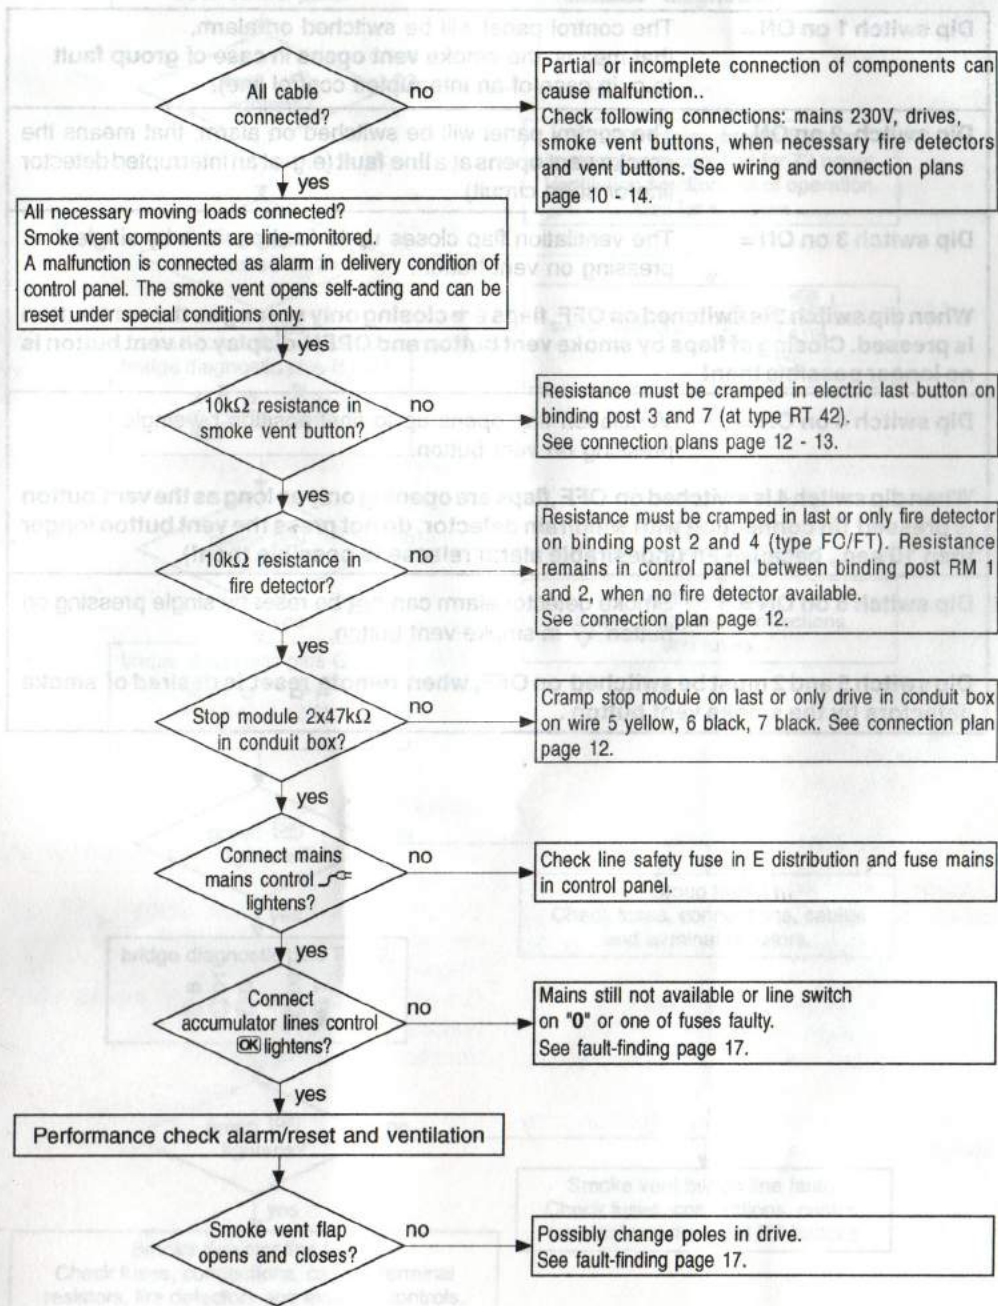 All cable
connected?
no
Partial or incomplete connection of components can
cause malfunction..
Check following connections: mains 230V, drives,
smoke vent buttons, when necessary fire detectors
and vent buttons. See wiring and connection plans
page 10 - 14.
yes
All necessary moving loads connected?
Smoke vent components are line-monitored.
A malfunction is connected as alarm in delivery condition of
control panel. The smoke vent opens self-acting and can be
reset under special conditions only.
yes
10kΩ resistance in
smoke vent button?
no
Resistance must be cramped in electric last button on
binding post 3 and 7 (at type RT 42).
See connection plans page 12 - 13.
yes
10kΩ resistance in
fire detector?
no
Resistance must be cramped in last or only fire detector
on binding post 2 and 4 (type FO/FT), Resistance
remains in control panel between binding post RM 1
and 2, when no fire detector available.
See connection plan page 12.
yes
Stop module 2x47kΩ
in conduit box?
no
Cramp stop module on last or only drive in conduit box
on wire 5 yellow, 6 black, 7 black. See connection plan
page 12.
yes
Connect mains
mains control
lightens?
no
Check line safety fuse in E distribution and fuse mains
in control panel.
yes
Connect
accumulator lines control
OK lightens?
no
Mains still not available or line switch
on "0" or one of fuses faulty.
See fault-finding page 17.
yes
Performance check alarm/reset and ventilation
Smoke vent flap
opens and closses?
no
Possibly change poles in drive.
See fault-finding page 17.